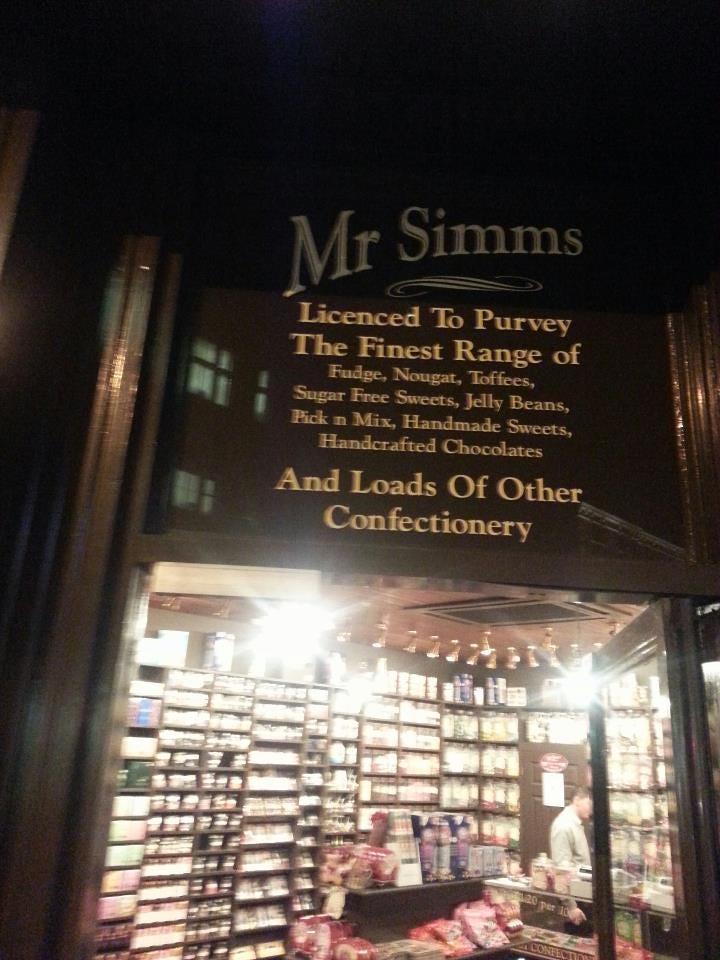 Mr Simms
Licenced To Purvey
The Finest Range of
Fudge, Nougat, Toffees,
Sugar Free Sweets, Jelly Beans,
Pick n Mix, Handmade Sweets,
Handcrafted Chocolates
And Loads Of Other
Confectionery
per